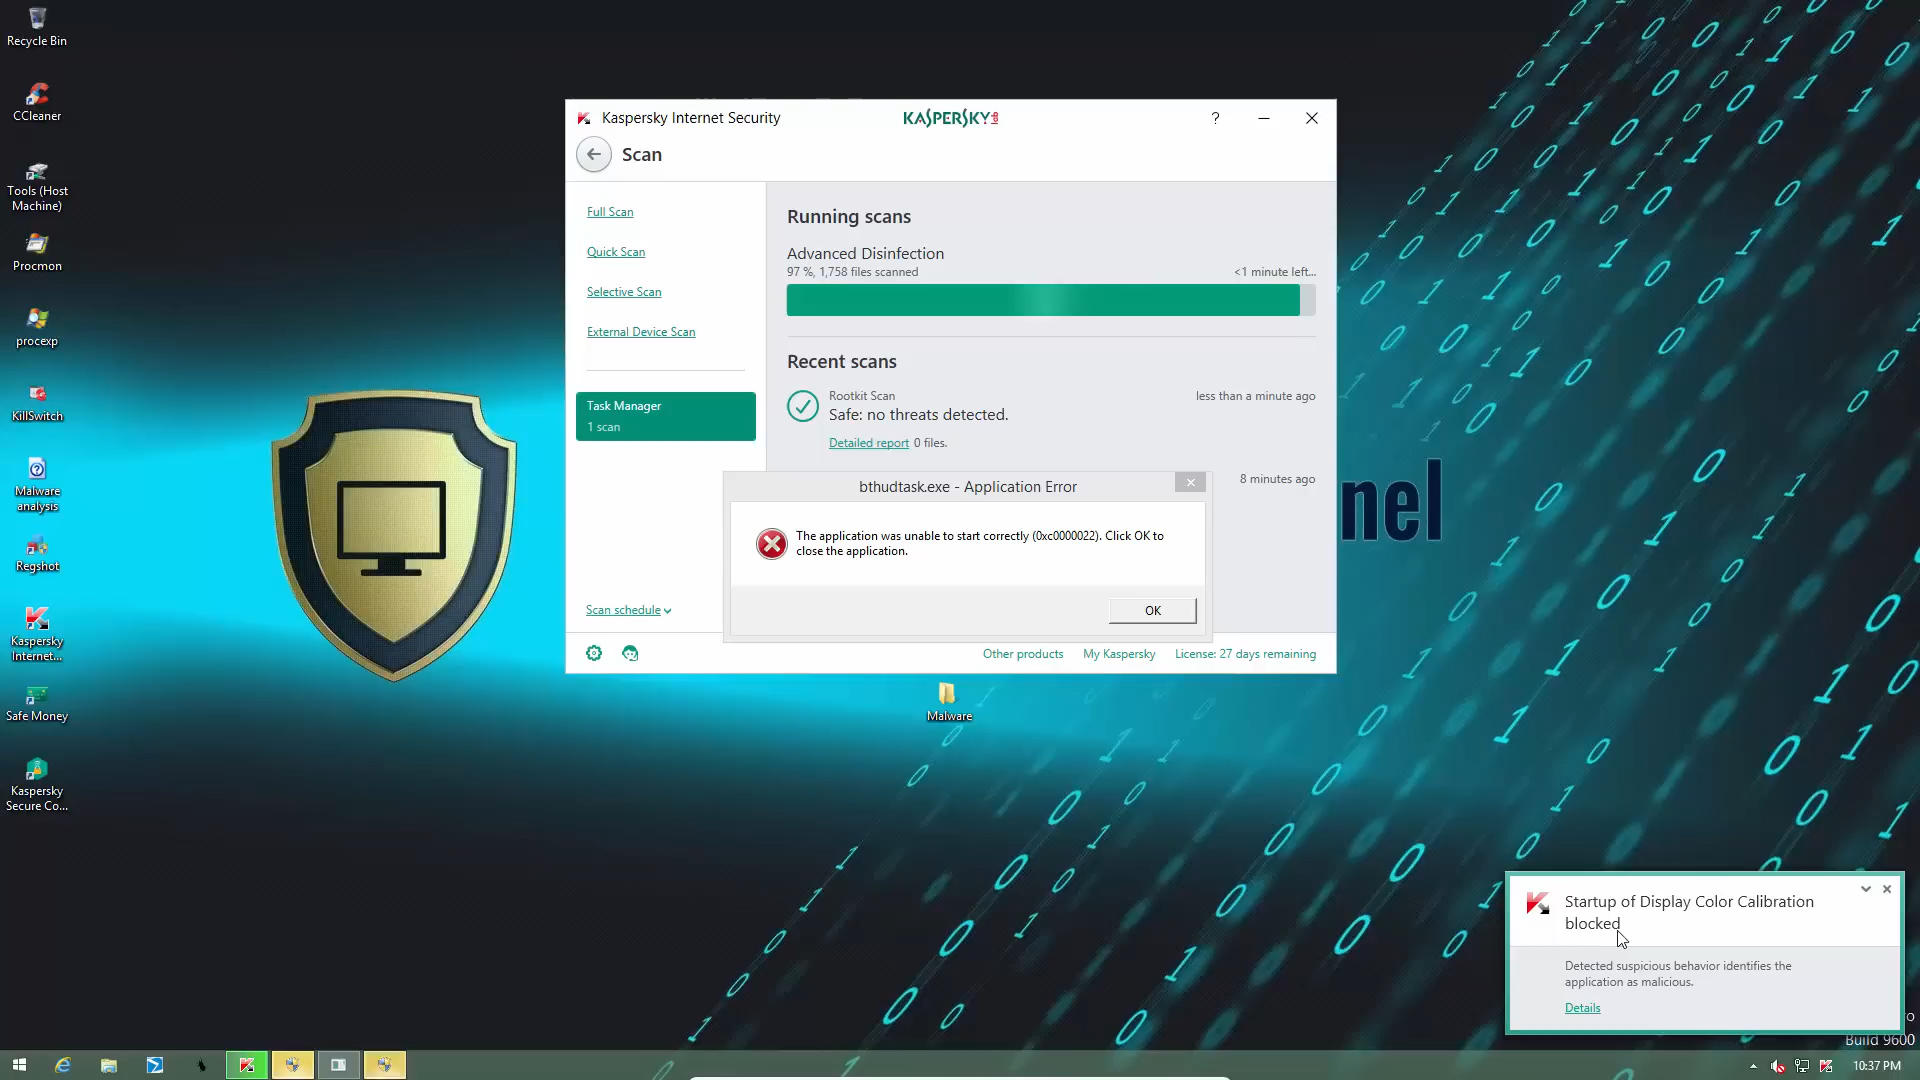 Recycle Bin
CCleaner
Tools (Host
Machine)
Procmon
procexp
KillSwitch
Malware
analysis
Regshot
Kaspersky
Internet...
Safe Money
Kaspersky
Secure Co...
Kaspersky Internet Security
KASPERSKY lab
?
Scan
Full Scan
Quick Scan
Selective Scan
External Device Scan
Task Manager
1 scan
Scan schedule
Running scans
Advanced Disinfection
97 %, 1,758 files scanned
<1 minute left...
Recent scans
Rootkit Scan
less than a minute ago
Safe: no threats detected.
Detailed report 0 files.
8 minutes ago
bthudtask.exe - Application Error
The application was unable to start correctly (0xc0000022). Click OK to
close the application.
OK
Other products
My Kaspersky
License: 27 days remaining
nel
Malware
Startup of Display Color Calibration
blocked
Detected suspicious behavior identifies the
application as malicious.
Details
ro
Build 9600
10:37 PM